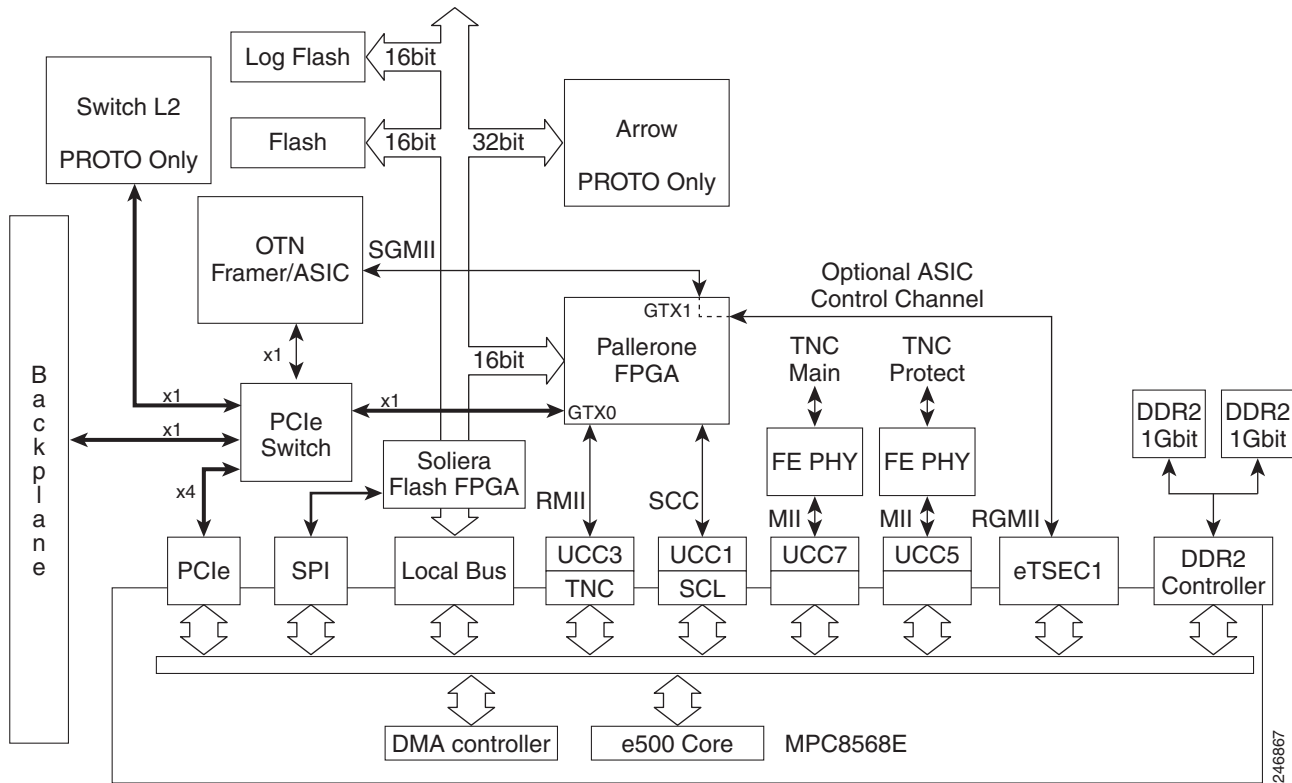 Log Flash
16bit
Switch L2
PROTO Only
Flash
16bit
32bit
Arrow
PROTO Only
OTN
Framer/ASIC
SGMII
Optional ASIC
Control Channel
GTX1
Pallerone
FPGA
GTX0
16bit
TNC
Main
TNC
Protect
x1
Backplane
x1
x1
x1
PCIe
Switch
x4
Soliera
Flash FPGA
DDR2
1Gbit
DDR2
1Gbit
FE PHY
FE PHY
RMII
SCC
MII
MII
RGMII
PCIe
SPI
Local Bus
UCC3
TNC
UCC1
SCL
UCC7
UCC5
eTSEC1
DDR2
Controller
DMA controller
e500 Core
MPC8568E
246867